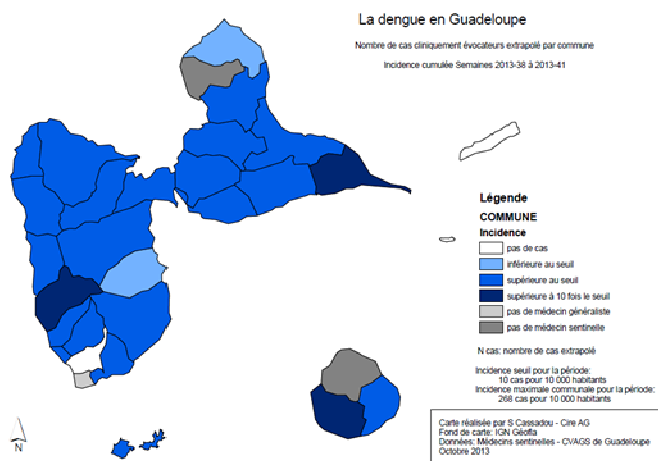 La dengue en Guadeloupe
Nombre de cas cliniquement évocateurs extrapolé par commune
Incidence cumulée Semaines 2013-38 à 2013-41
Légende
COMMUNE
Incidence
pas de cas
inférieure au seuil
supérieure au seuil
supérieure à 10 fois le seuil
pas de médecin généraliste
pas de médecin sentinelle
N cas: nombre de cas extrapolé
Incidence seuil pour la période:
10 cas pour 10 000 habitants
Incidence maximale communale pour la période:
268 cas pour 10 000 habitants
Carte réalisée par S Cassadou - Cire AG
Fond de carte: IGN Géofla
Données: Médecins sentinelles - CVAGS de Guadeloupe
Octobre 2013
N